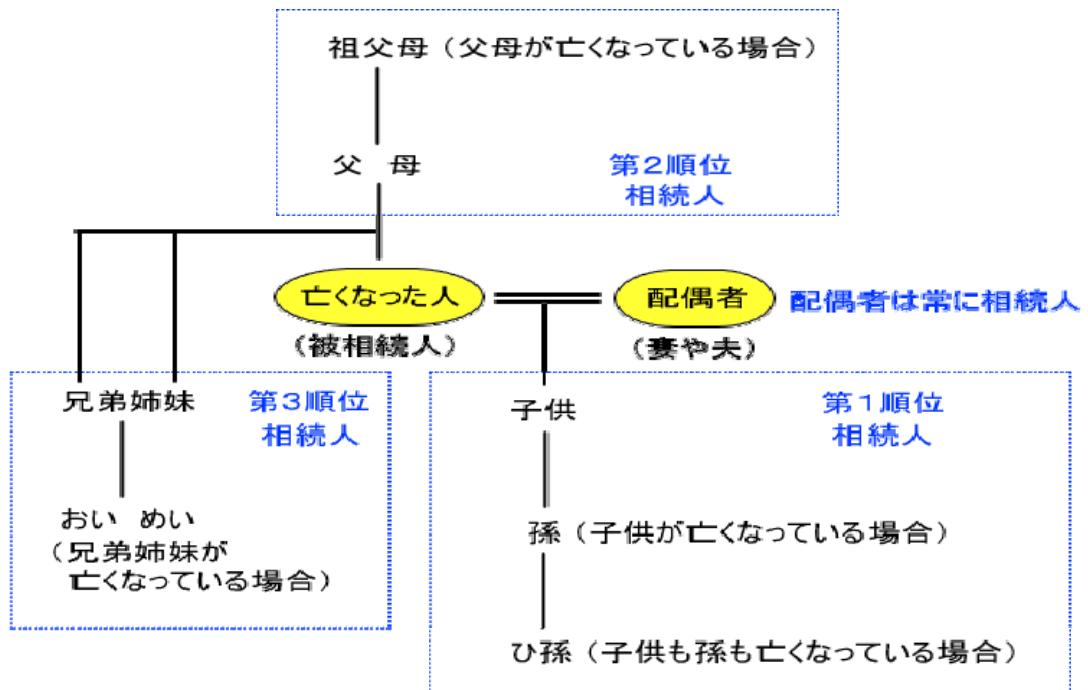 祖父母（父母が亡くなっている場合）
父　母
第２順位
相続人
亡くなった人
配偶者
配偶者は常に相続人
（被相続人）
（妻や夫）
兄弟姉妹
第３順位
相続人
おい　めい
（兄弟姉妹が
亡くなっている場合）
子供
第１順位
相続人
孫（子供が亡くなっている場合）
ひ孫（子供も孫も亡くなっている場合）